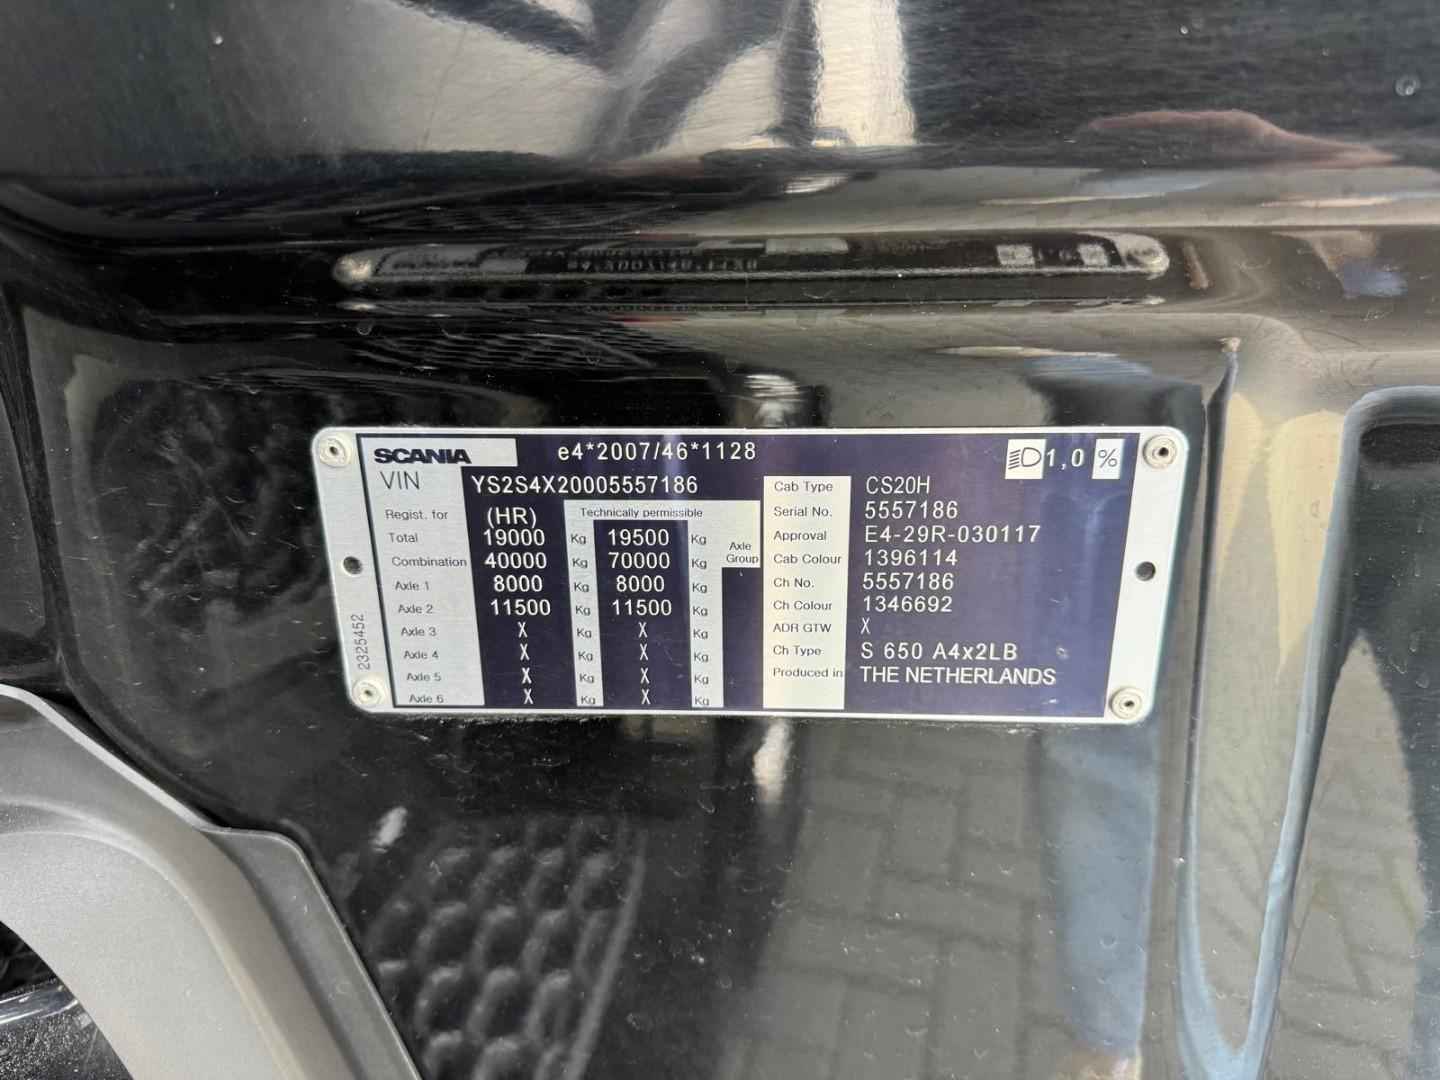 SCANIA e4*2007/46*1128 1,0 %
VIN YS2S4X20005557186 Cab Type CS20H
Regist. for (HR) Technically permissible Serial No. 5557186
Total 19000 Kg 19500 Kg Axle Group Approval E4-29R-030117
Combination 40000 Kg 70000 Kg Cab Colour 1396114
Axle 1 8000 Kg 8000 Kg Ch No. 5557186
Axle 2 11500 Kg 11500 Kg Ch Colour 1346692
Axle 3 X Kg X Kg ADR GTW X
Axle 4 X Kg X Kg Ch Type S 650 A4x2LB
Axle 5 X Kg X Kg Produced in THE NETHERLANDS
Axle 6 X Kg X Kg
2325452